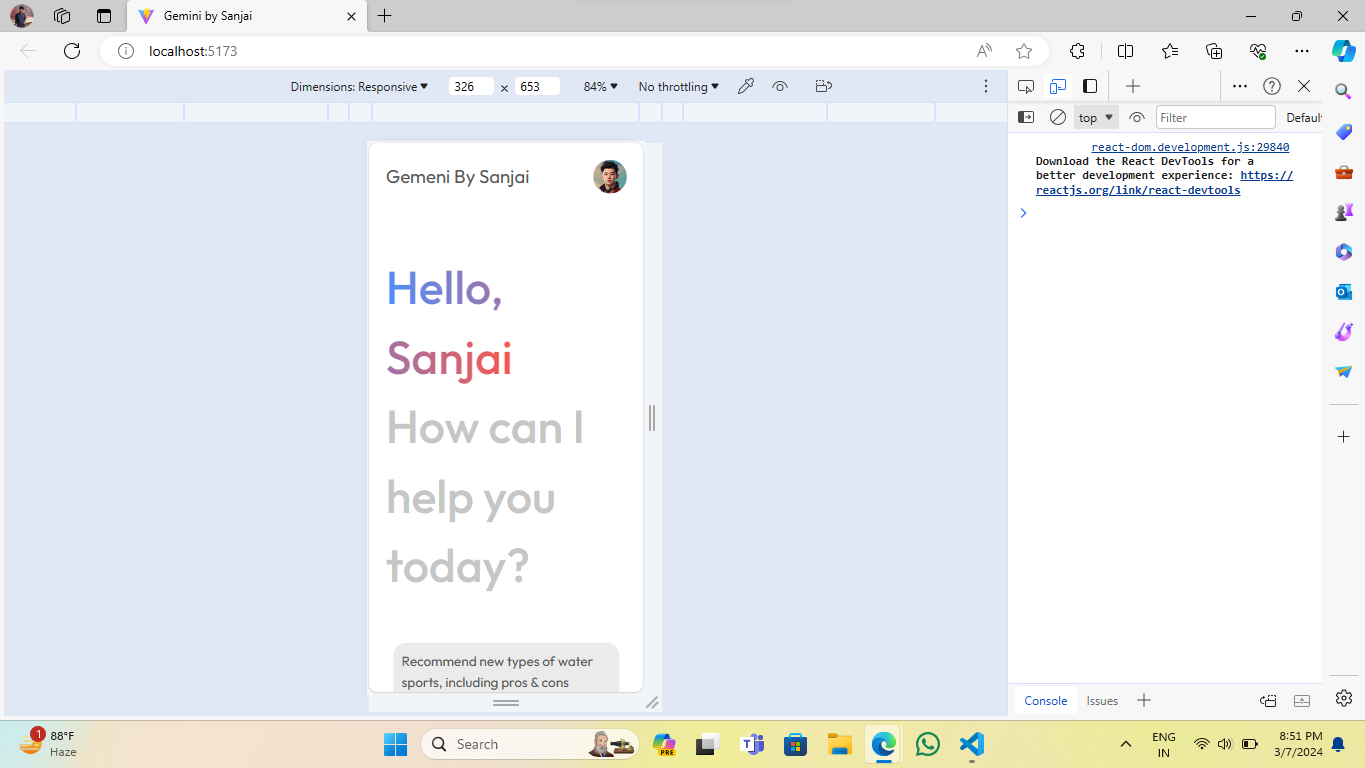 Gemini by Sanjai
localhost:5173
Dimensions: Responsive
326 × 653
84%
No throttling
top
Filter
Defaul
react-dom.development.js:29840
Download the React DevTools for a
better development experience: https://
reactjs.org/link/react-devtools
Gemeni By Sanjai
Hello,
Sanjai
How can I
help you
today?
Recommend new types of water
sports, including pros & cons
Console
Issues
1
88°F
Haze
Search
PRE
ENG
IN
8:51 PM
3/7/2024